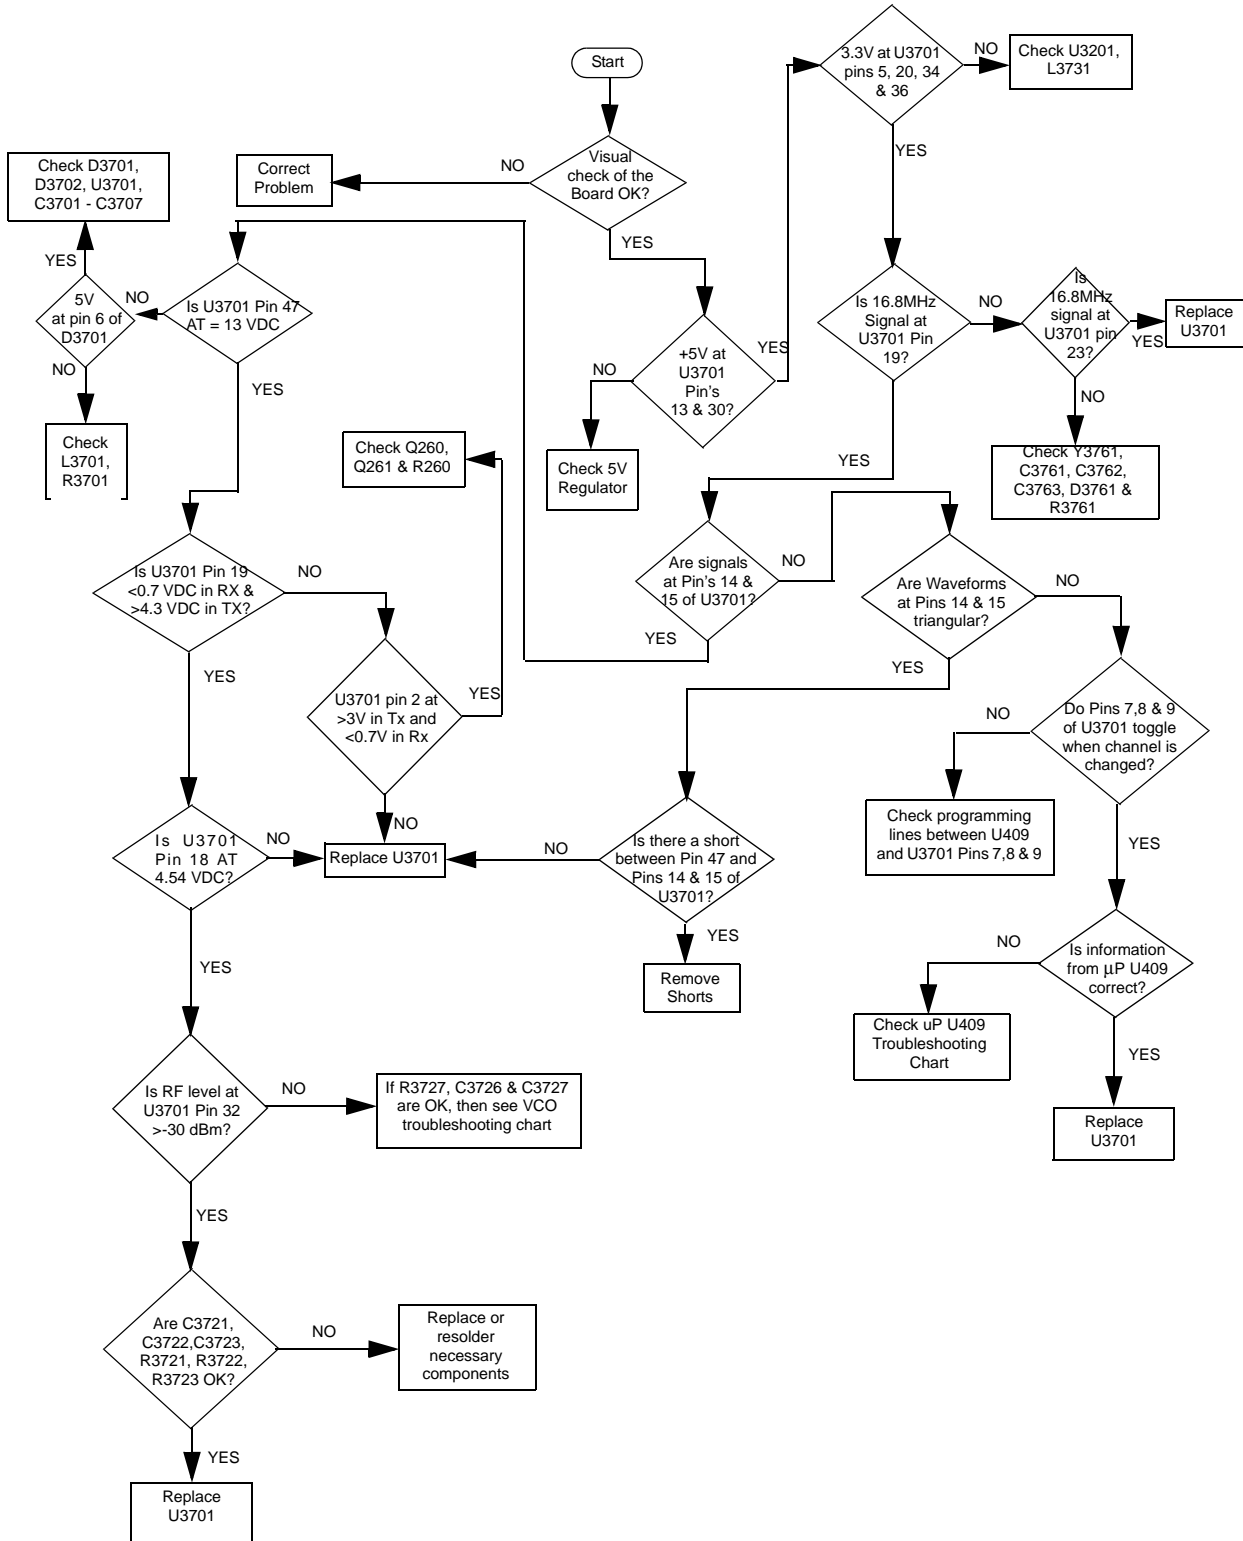 Start
Visual
check of the
Board OK?
NO
Correct
Problem
YES
+5V at
U3701
Pin's
13 & 30?
NO
Check 5V
Regulator
YES
3.3V at U3701
pins 5, 20, 34
& 36
NO
Check U3201,
L3731
YES
Is 16.8MHz
Signal at
U3701 Pin
19?
NO
Is
16.8MHz
signal at
U3701 pin
23?
YES
Replace
U3701
NO
Check Y3761,
C3761, C3762,
C3763, D3761 &
R3761
YES
Are signals
at Pin's 14 &
15 of U3701?
NO
YES
Are Waveforms
at Pins 14 & 15
triangular?
NO
YES
Do Pins 7,8 & 9
of U3701 toggle
when channel is
changed?
NO
Check programming
lines between U409
and U3701 Pins 7,8 & 9
YES
Is information
from μP U409
correct?
NO
Check uP U409
Troubleshooting
Chart
YES
Replace
U3701
Is there a short
between Pin 47 and
Pins 14 & 15 of
U3701?
NO
YES
Remove
Shorts
Is U3701 Pin 47
AT = 13 VDC
NO
5V
at pin 6 of
D3701
YES
Check D3701,
D3702, U3701,
C3701 - C3707
NO
Check
L3701,
R3701
YES
Is U3701 Pin 19
<0.7 VDC in RX &
>4.3 VDC in TX?
NO
U3701 pin 2 at
>3V in Tx and
<0.7V in Rx
YES
Check Q260,
Q261 & R260
NO
Replace U3701
YES
Is U3701
Pin 18 AT
4.54 VDC?
NO
YES
Is RF level at
U3701 Pin 32
>-30 dBm?
NO
If R3727, C3726 & C3727
are OK, then see VCO
troubleshooting chart
YES
Are C3721,
C3722,C3723,
R3721, R3722,
R3723 OK?
NO
Replace or
resolder
necessary
components
YES
Replace
U3701